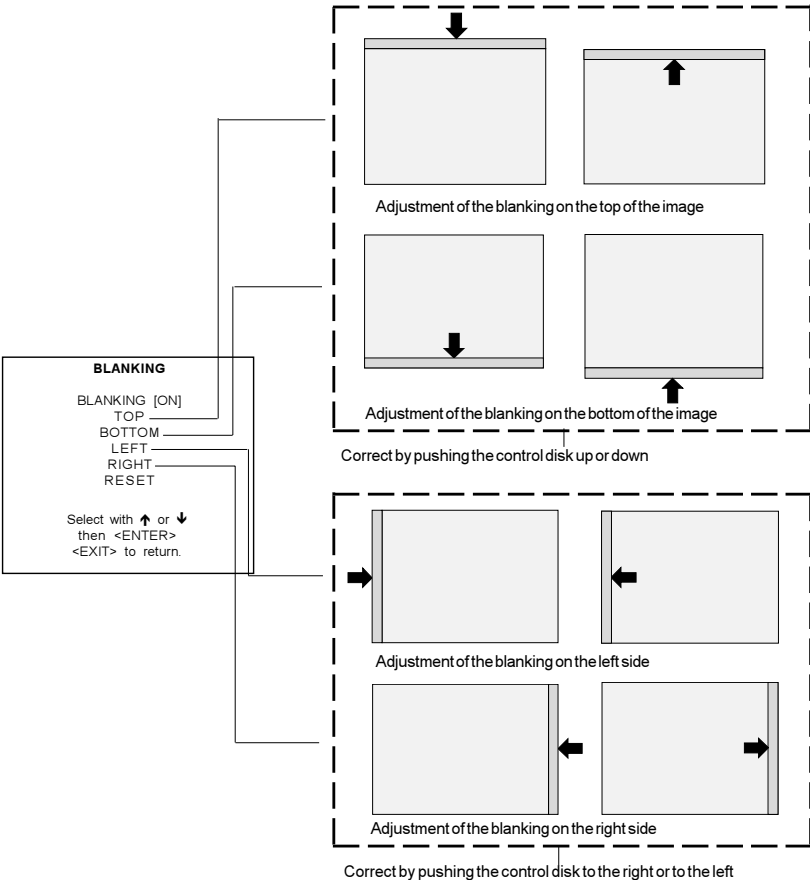 Adjustment of the blanking on the top of the image
Adjustment of the blanking on the bottom of the image
Correct by pushing the control disk up or down
BLANKING
BLANKING [ON]
TOP
BOTTOM
LEFT
RIGHT
RESET
Select with ↑ or ↓
then <ENTER>
<EXIT> to return.
Adjustment of the blanking on the left side
Adjustment of the blanking on the right side
Correct by pushing the control disk to the right or to the left